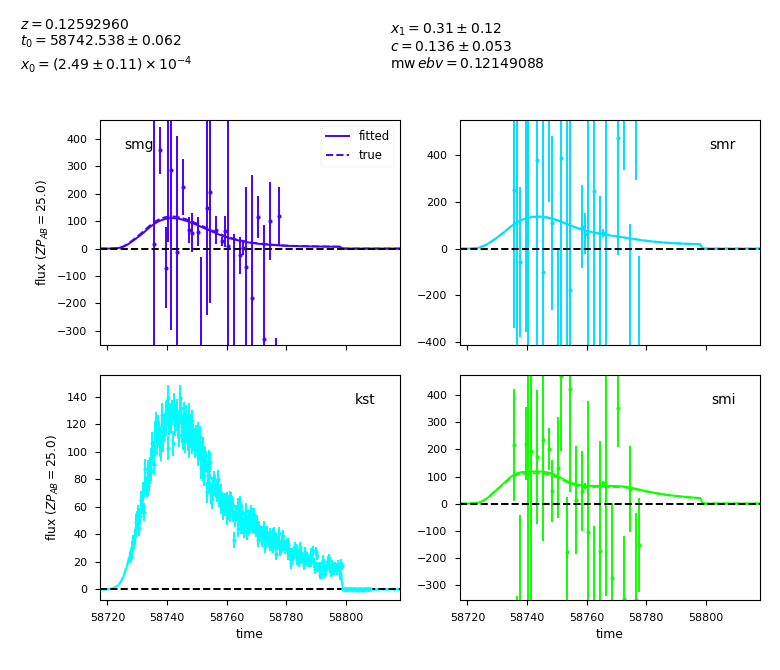 z = 0.12592960
t₀ = 58742.538 ± 0.062
x₀ = (2.49 ± 0.11) × 10⁻⁴
x₁ = 0.31 ± 0.12
c = 0.136 ± 0.053
mw ebv = 0.12149088
smg
fitted
true
400
300
200
100
0
−100
−200
−300
flux (ZP_AB = 25.0)
smr
400
200
0
−200
−400
kst
140
120
100
80
60
40
20
0
flux (ZP_AB = 25.0)
58720 58740 58760 58780 58800
time
smi
400
300
200
100
0
−100
−200
−300
58720 58740 58760 58780 58800
time